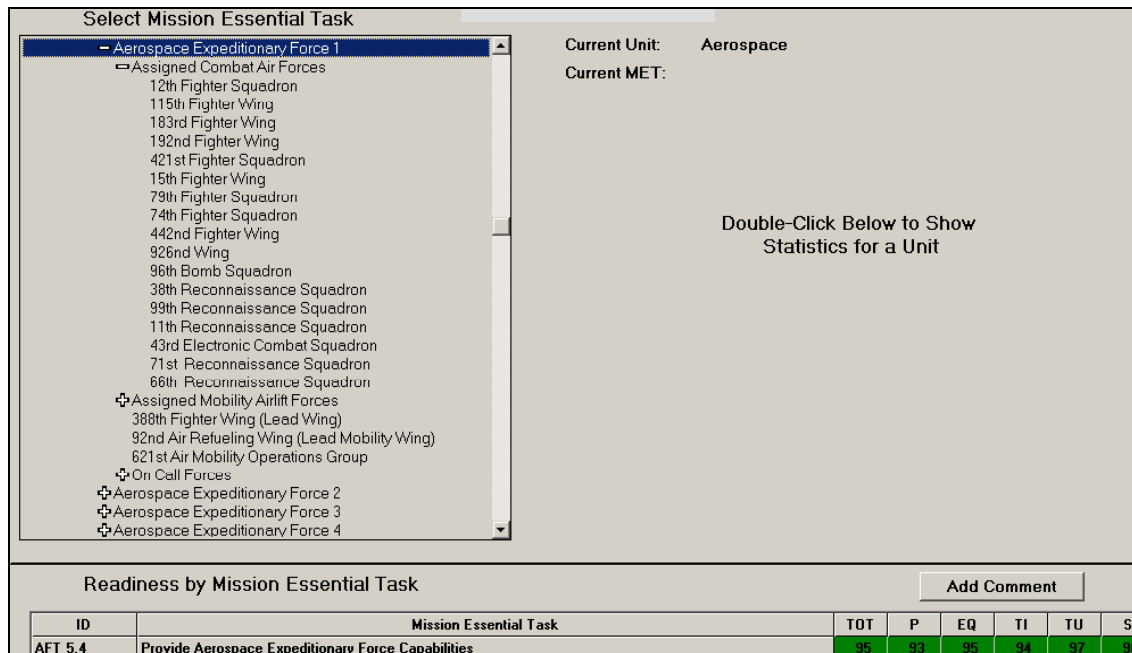 Select Mission Essential Task
Aerospace Expeditionary Force 1
Assigned Combat Air Forces
12th Fighter Squadron
115th Fighter Wing
183rd Fighter Wing
192nd Fighter Wing
421st Fighter Squadron
15th Fighter Wing
79th Fighter Squadron
74th Fighter Squadron
442nd Fighter Wing
926nd Wing
96th Bomb Squadron
38th Reconnaissance Squadron
99th Reconnaissance Squadron
11th Reconnaissance Squadron
43rd Electronic Combat Squadron
71st Reconnaissance Squadron
66th Reconnaissance Squadron
Assigned Mobility Airlift Forces
388th Fighter Wing (Lead Wing)
92nd Air Refueling Wing (Lead Mobility Wing)
621st Air Mobility Operations Group
On Call Forces
Aerospace Expeditionary Force 2
Aerospace Expeditionary Force 3
Aerospace Expeditionary Force 4
Current Unit: Aerospace
Current MET:
Double-Click Below to Show
Statistics for a Unit
Readiness by Mission Essential Task
Add Comment
ID Mission Essential Task TOT P EQ TI TU S
AFT 5.4 Provide Aerospace Expeditionary Force Capabilities 95 93 95 94 97